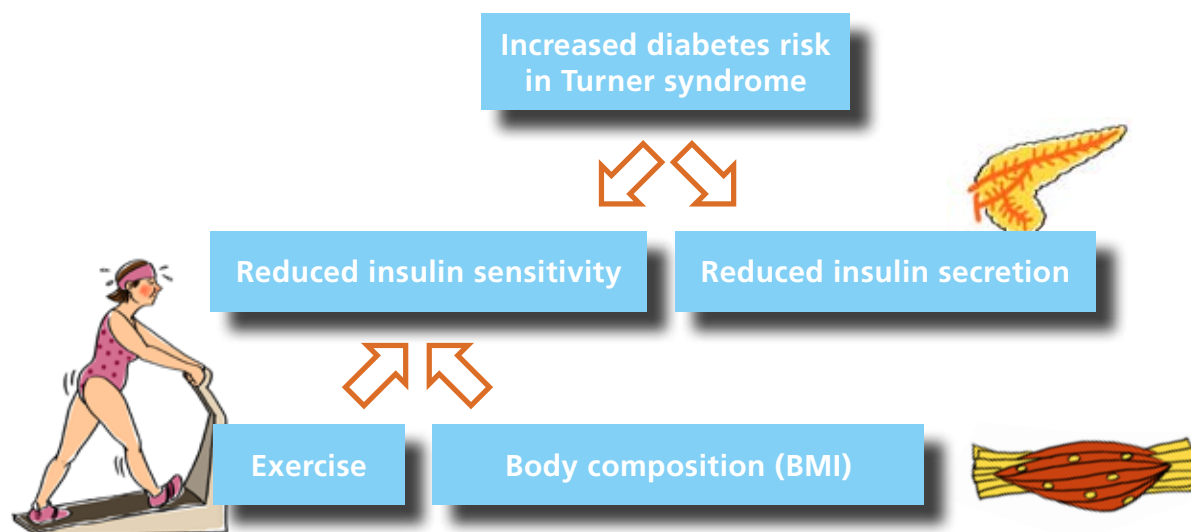 Increased diabetes risk
in Turner syndrome
Reduced insulin sensitivity
Reduced insulin secretion
Exercise
Body composition (BMI)